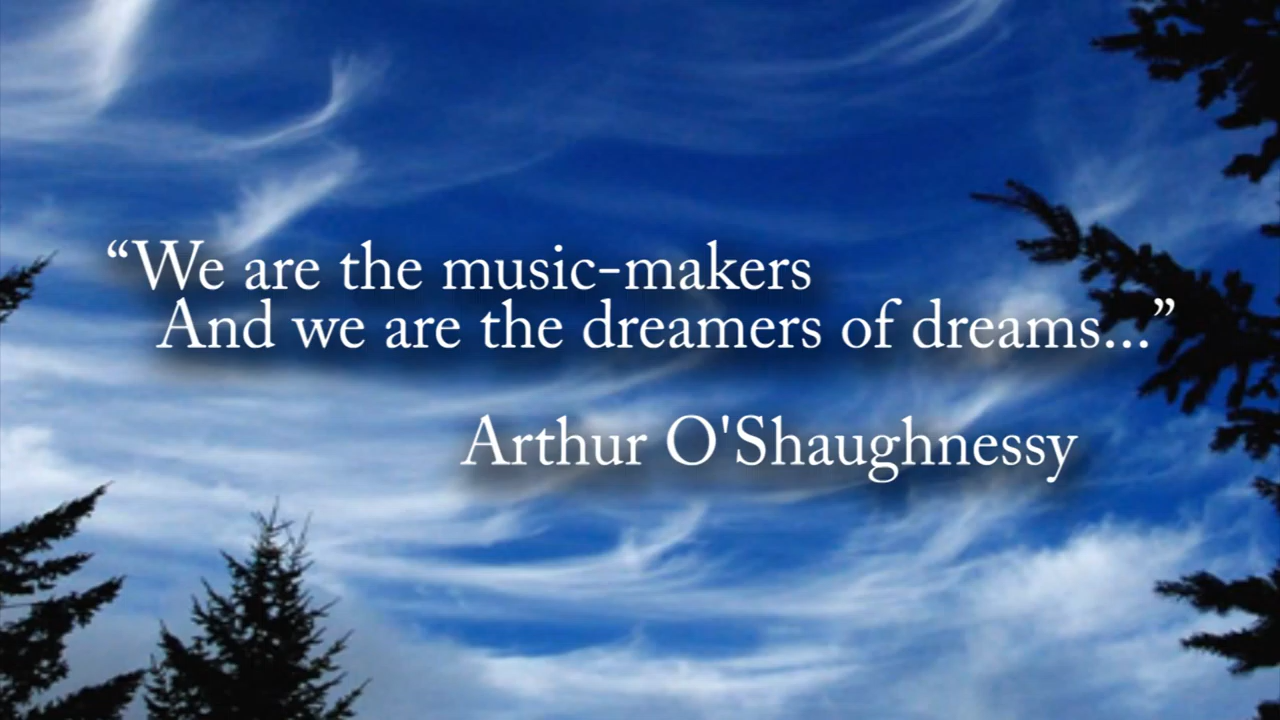 “We are the music-makers
And we are the dreamers of dreams...”
Arthur O'Shaughnessy